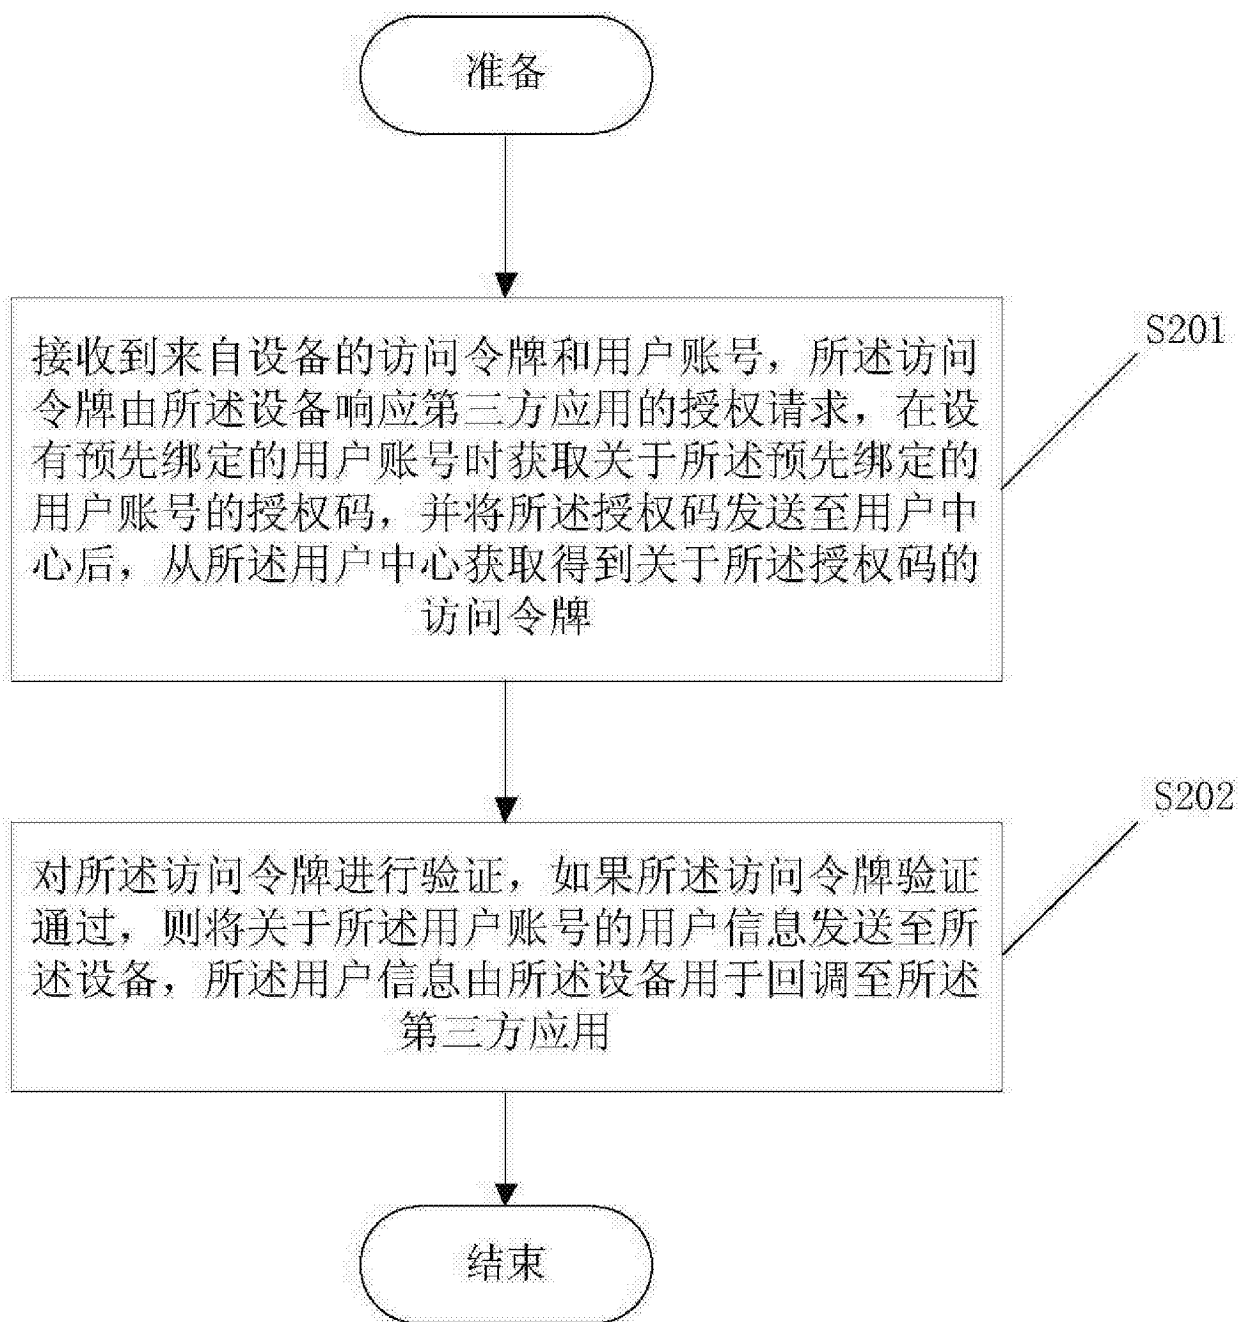 准备
S201
接收到来自设备的访问令牌和用户账号，所述访问
令牌由所述设备响应第三方应用的授权请求，在设
有预先绑定的用户账号时获取关于所述预先绑定的
用户账号的授权码，并将所述授权码发送至用户中
心后，从所述用户中心获取得到关于所述授权码的
访问令牌
S202
对所述访问令牌进行验证，如果所述访问令牌验证
通过，则将关于所述用户账号的用户信息发送至所
述设备，所述用户信息由所述设备用于回调至所述
第三方应用
结束